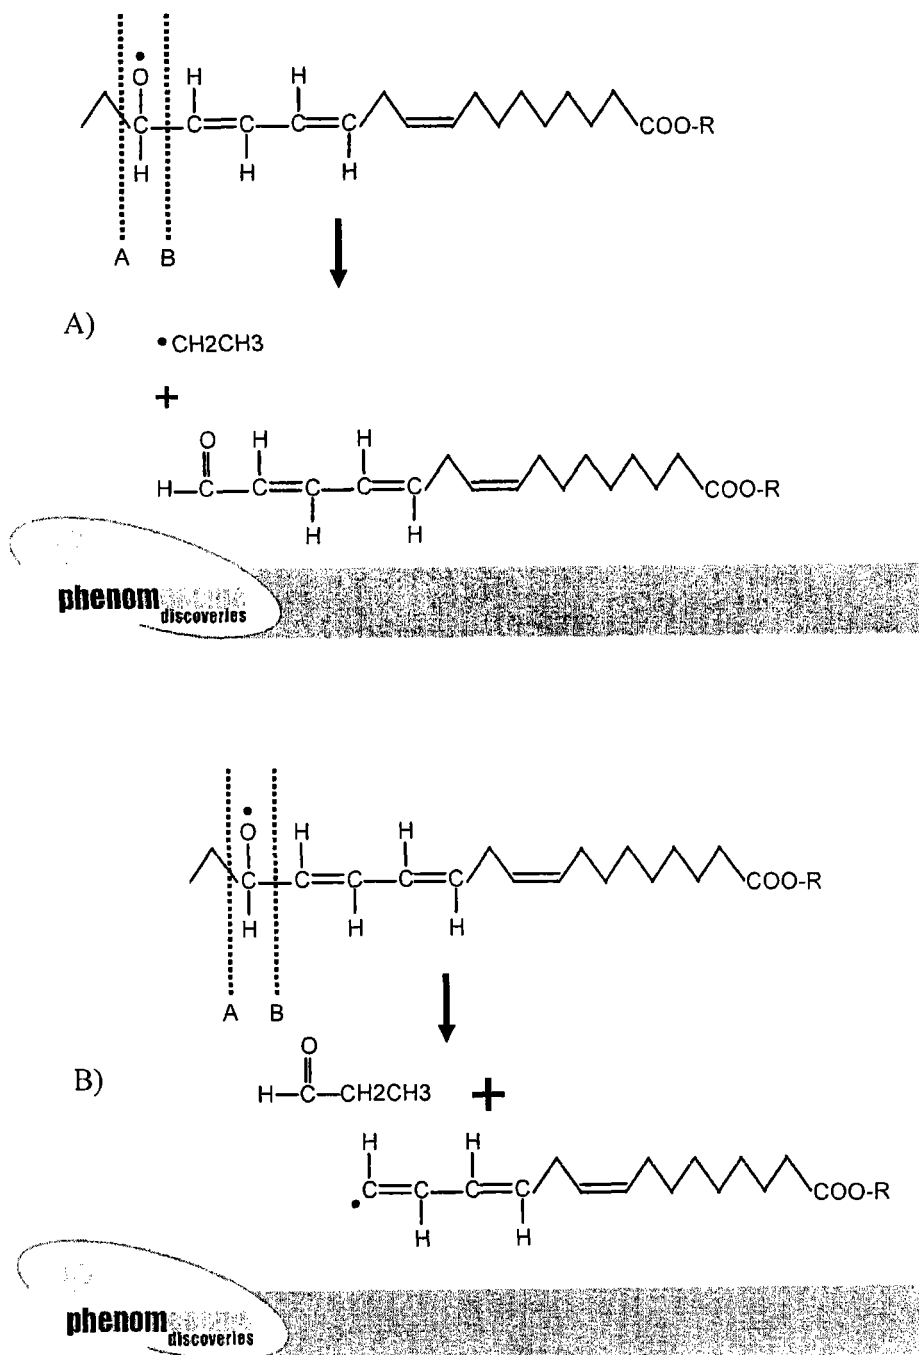 •
O H H
C C C C C COO-R
H H H
A B
A)
•CH2CH3
+
O H H
H C C C C C COO-R
H H
phenom
discoveries
•
O H H
C C C C C COO-R
H H H
A B
O
B)
H C CH2CH3 +
H H
•C C C C COO-R
H H
phenom
discoveries